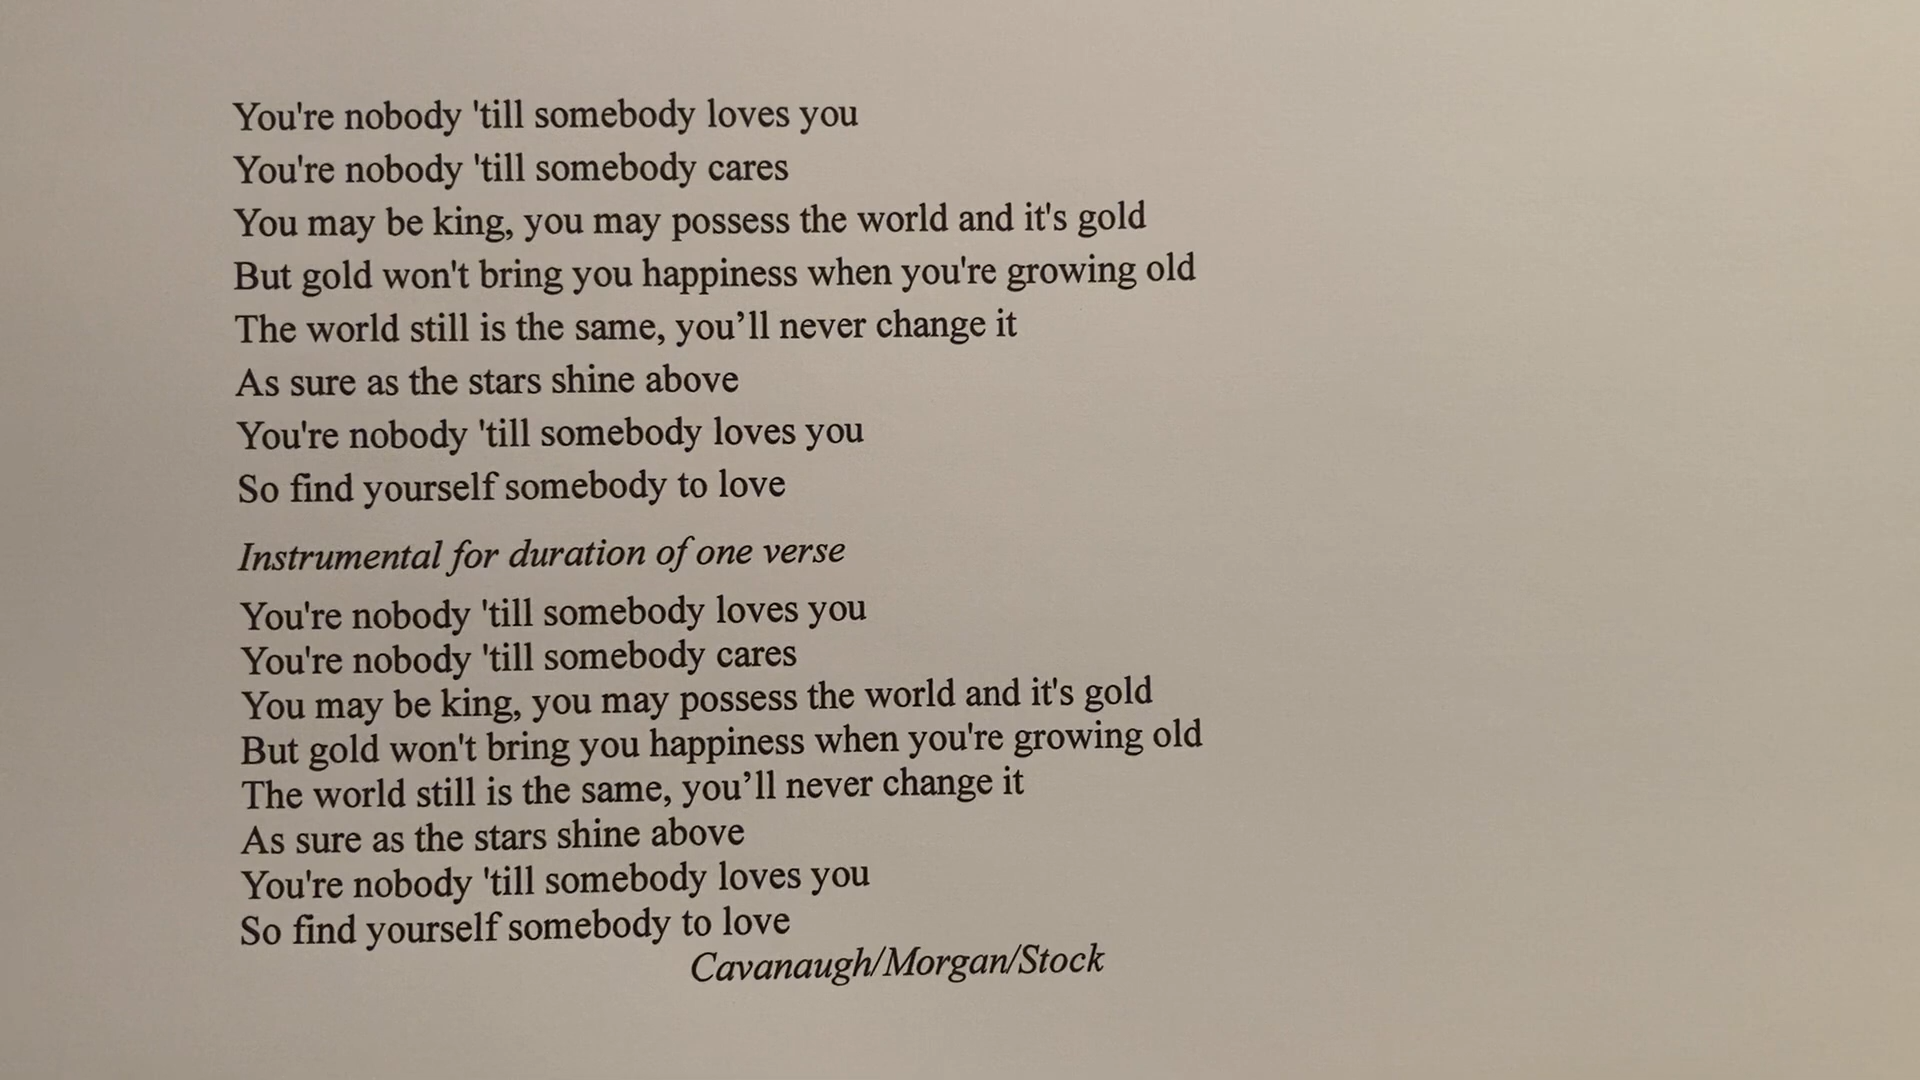 You're nobody 'till somebody loves you
You're nobody 'till somebody cares
You may be king, you may possess the world and it's gold
But gold won't bring you happiness when you're growing old
The world still is the same, you’ll never change it
As sure as the stars shine above
You're nobody 'till somebody loves you
So find yourself somebody to love
Instrumental for duration of one verse
You're nobody 'till somebody loves you
You're nobody 'till somebody cares
You may be king, you may possess the world and it's gold
But gold won't bring you happiness when you're growing old
The world still is the same, you’ll never change it
As sure as the stars shine above
You're nobody 'till somebody loves you
So find yourself somebody to love
Cavanaugh/Morgan/Stock